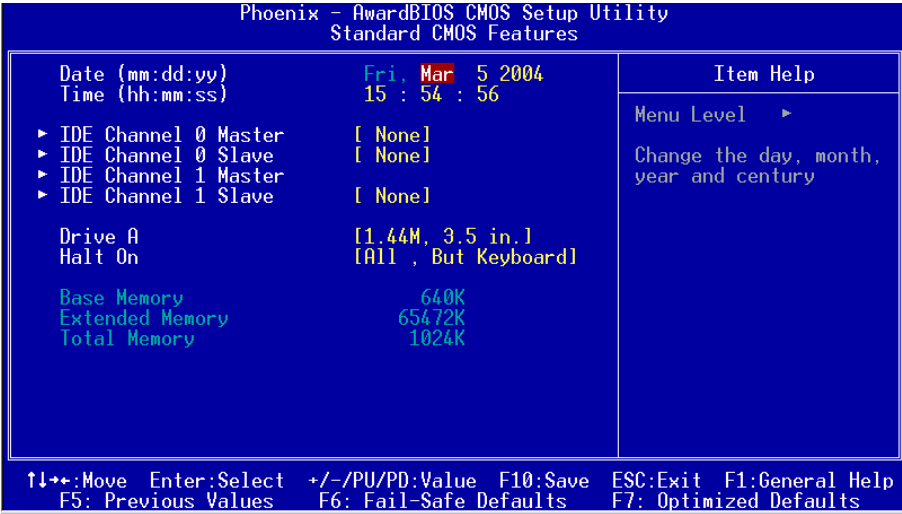 Phoenix - AwardBIOS CMOS Setup Utility
Standard CMOS Features
Date (mm:dd:yy) Fri, Mar 5 2004
Time (hh:mm:ss) 15 : 54 : 56
► IDE Channel 0 Master [ None]
► IDE Channel 0 Slave [ None]
► IDE Channel 1 Master
► IDE Channel 1 Slave [ None]
Drive A [1.44M, 3.5 in.]
Halt On [All , But Keyboard]
Base Memory 640K
Extended Memory 65472K
Total Memory 1024K
Item Help
Menu Level ►
Change the day, month,
year and century
↑↓→←:Move Enter:Select +/-/PU/PD:Value F10:Save ESC:Exit F1:General Help
F5: Previous Values F6: Fail-Safe Defaults F7: Optimized Defaults